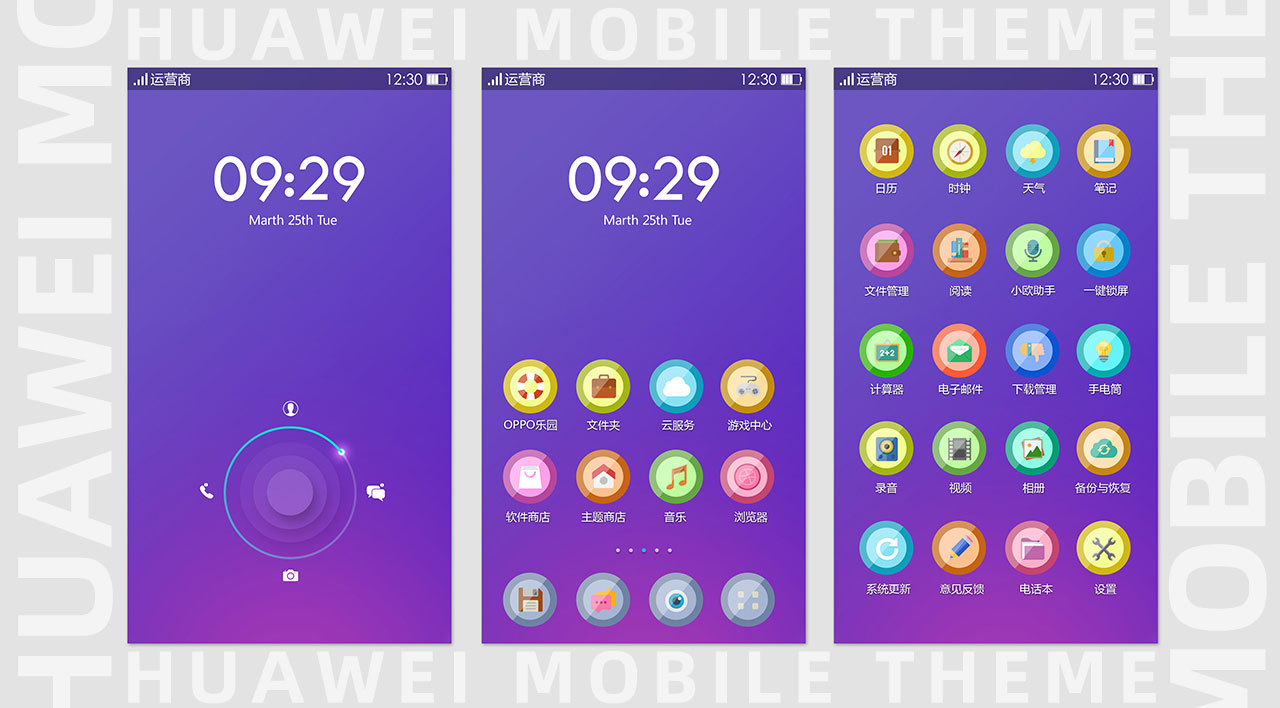 HUAWEI MOBILE THEME
HUAWEI MO
运营商 12:30
09:29
Marth 25th Tue
运营商 12:30
09:29
Marth 25th Tue
OPPO乐园 文件夹 云服务 游戏中心
软件商店 主题商店 音乐 浏览器
运营商 12:30
01
日历 时钟 天气 笔记
文件管理 阅读 小欧助手 一键锁屏
2+2
计算器 电子邮件 下载管理 手电筒
录音 视频 相册 备份与恢复
系统更新 意见反馈 电话本 设置
MOBILE THE
HUAWEI MOBILE THEME